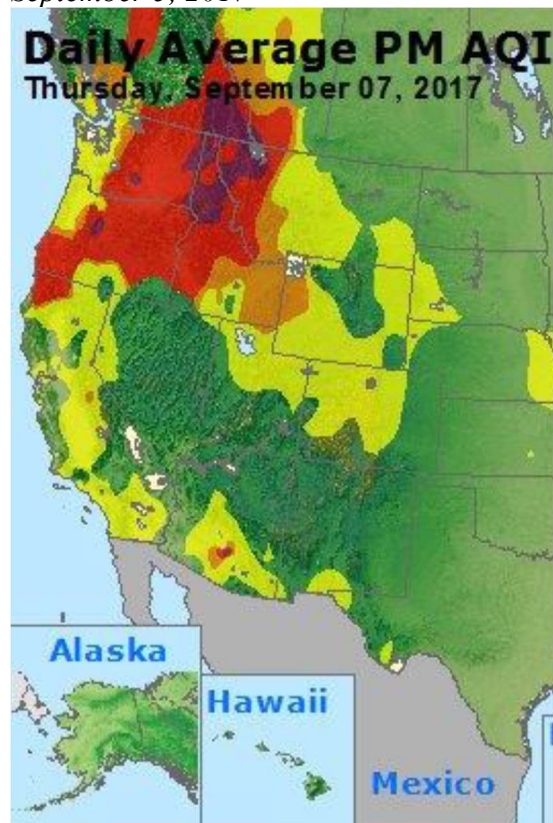 Daily Average PM AQI
Thursday, September 07, 2017
Alaska
Hawaii
Mexico